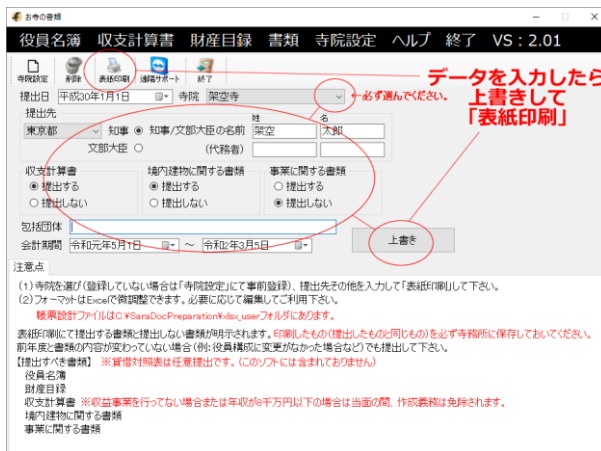 お寺の書類
役員名簿 収支計算書 財産目録 書類 寺院設定 ヘルプ 終了 VS:2.01
寺院設定 削除 表紙印刷 遠隔サポート 終了
データを入力したら
上書きして
「表紙印刷」
提出日 平成30年1月1日 寺院 架空寺 ←必ず選んでください。
提出先
姓 名
東京都 知事 知事/文部大臣の名前 架空 太郎
文部大臣 (代務者)
収支計算書 境内建物に関する書類 事業に関する書類
提出する 提出する 提出する
提出しない 提出しない 提出しない
包括団体
会計期間 令和元年5月1日 ～ 令和2年3月5日
上書き
注意点
(1)寺院を選び(登録していない場合は「寺院設定」にて事前登録)、提出先その他を入力して「表紙印刷」して下さい。
(2)フォーマットはExcelで微調整できます。必要に応じて編集してご利用下さい。
帳票設計ファイルはC:¥SaraDocPreparation¥xlsx_userフォルダにあります。
表紙印刷にて提出する書類と提出しない書類が明示されます。印刷したもの(提出したものと同じもの)を必ず寺務所に保存しておいてください。
前年度と書類の内容が変わっていない場合(例:役員構成に変更がなかった場合など)でも提出して下さい。
【提出すべき書類】 ※貸借対照表は任意提出です。(このソフトには含まれておりません)
役員名簿
財産目録
収支計算書 ※収益事業を行ってない場合または年収が8千万円以下の場合は当面の間、作成義務は免除されます。
境内建物に関する書類
事業に関する書類